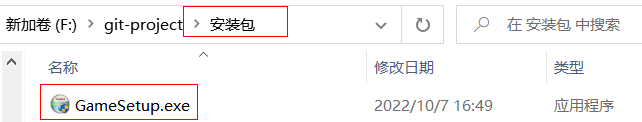 新加卷 (F:) > git-project > 安装包 在 安装包 中搜索
名称 修改日期 类型
GameSetup.exe 2022/10/7 16:49 应用程序